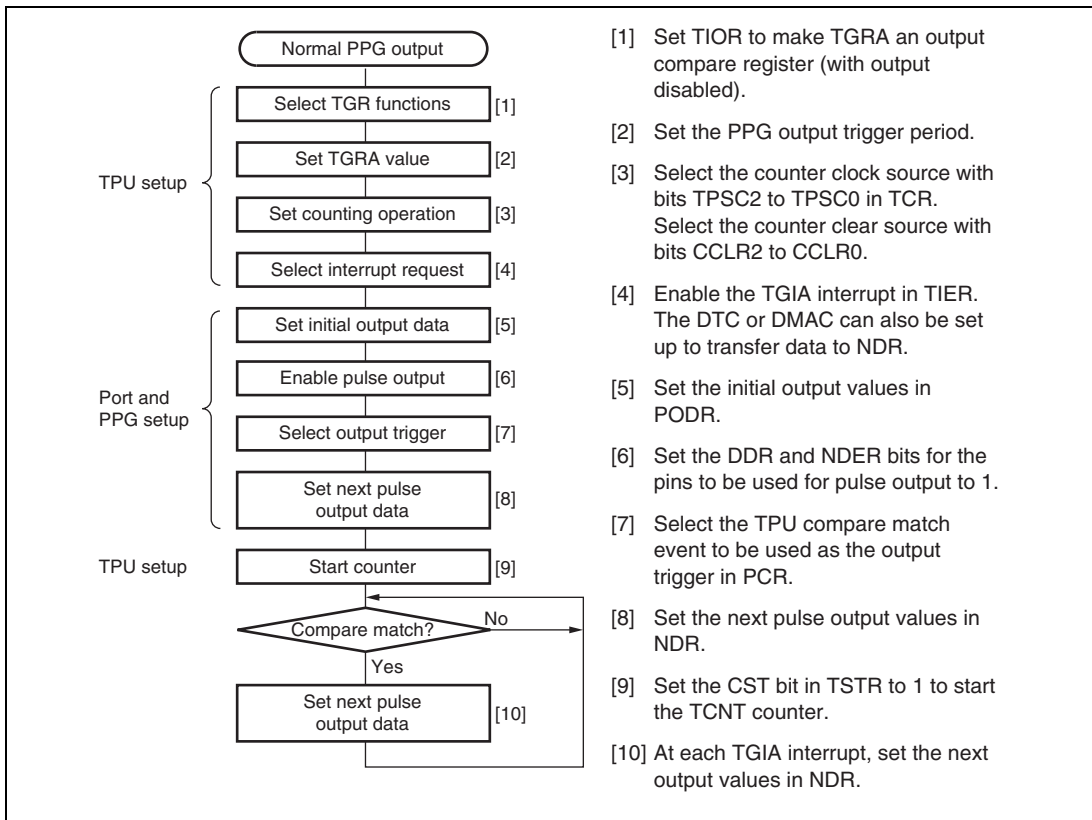 Normal PPG output
Select TGR functions [1]
Set TGRA value [2]
TPU setup
Set counting operation [3]
Select interrupt request [4]
Set initial output data [5]
Enable pulse output [6]
Port and
PPG setup
Select output trigger [7]
Set next pulse
output data [8]
TPU setup
Start counter [9]
Compare match?
No
Yes
Set next pulse
output data [10]
[1] Set TIOR to make TGRA an output
compare register (with output
disabled).
[2] Set the PPG output trigger period.
[3] Select the counter clock source with
bits TPSC2 to TPSC0 in TCR.
Select the counter clear source with
bits CCLR2 to CCLR0.
[4] Enable the TGIA interrupt in TIER.
The DTC or DMAC can also be set
up to transfer data to NDR.
[5] Set the initial output values in
PODR.
[6] Set the DDR and NDER bits for the
pins to be used for pulse output to 1.
[7] Select the TPU compare match
event to be used as the output
trigger in PCR.
[8] Set the next pulse output values in
NDR.
[9] Set the CST bit in TSTR to 1 to start
the TCNT counter.
[10] At each TGIA interrupt, set the next
output values in NDR.